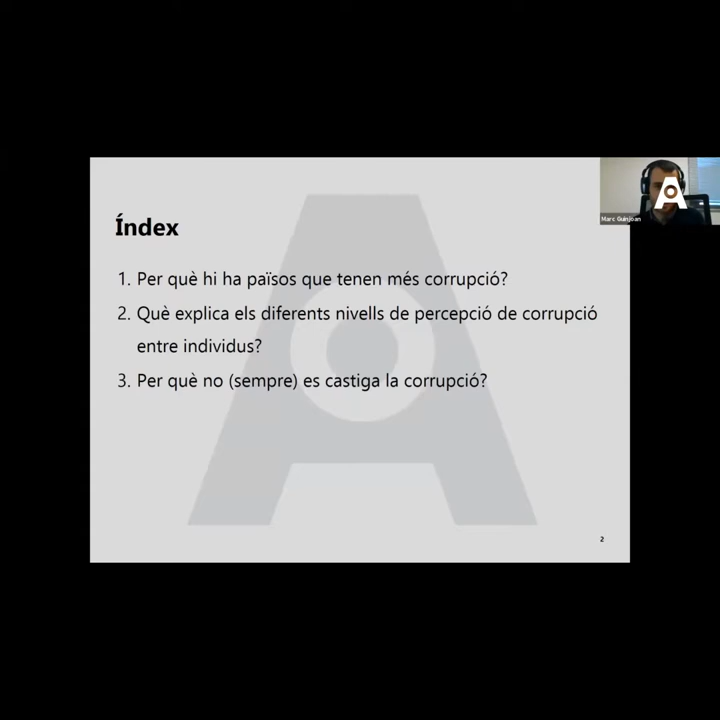 Índex
1. Per què hi ha països que tenen més corrupció?
2. Què explica els diferents nivells de percepció de corrupció
entre individus?
3. Per què no (sempre) es castiga la corrupció?
2
Marc Guinjoan